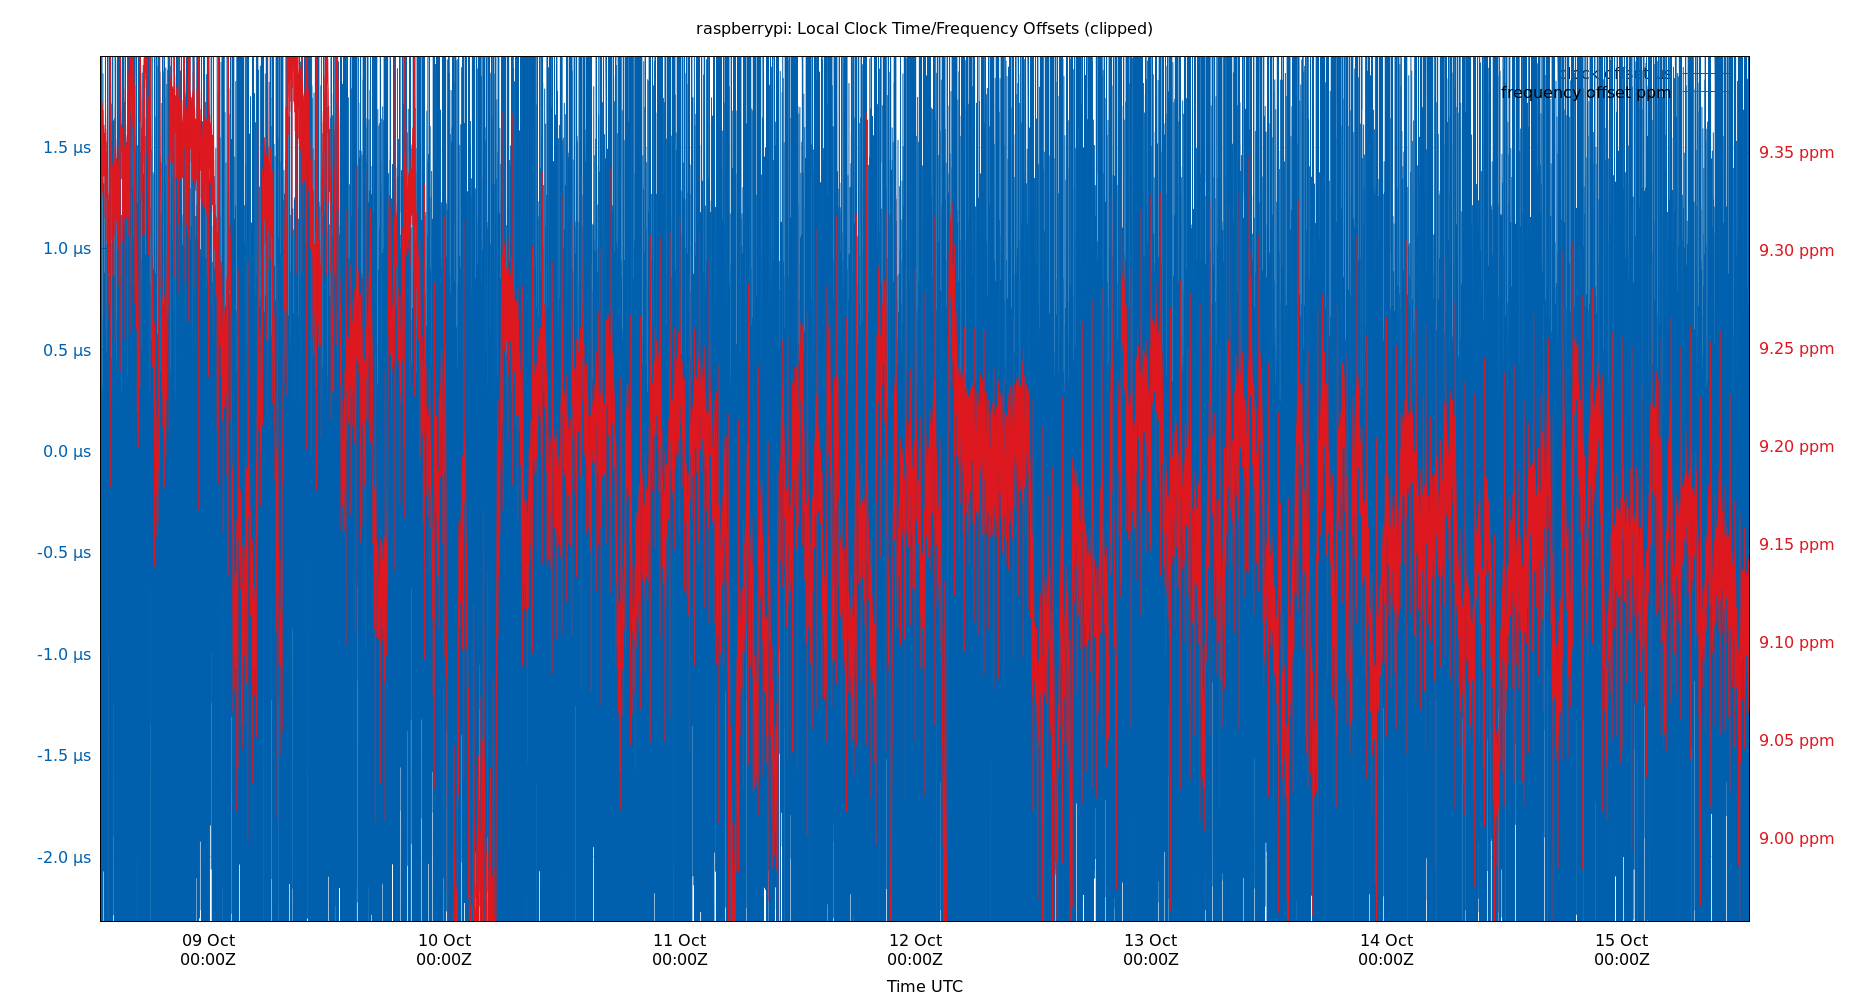 raspberrypi: Local Clock Time/Frequency Offsets (clipped)
clock offset µs
frequency offset ppm
1.5 µs
1.0 µs
0.5 µs
0.0 µs
-0.5 µs
-1.0 µs
-1.5 µs
-2.0 µs
9.35 ppm
9.30 ppm
9.25 ppm
9.20 ppm
9.15 ppm
9.10 ppm
9.05 ppm
9.00 ppm
09 Oct 10 Oct 11 Oct 12 Oct 13 Oct 14 Oct 15 Oct
00:00Z 00:00Z 00:00Z 00:00Z 00:00Z 00:00Z 00:00Z
Time UTC